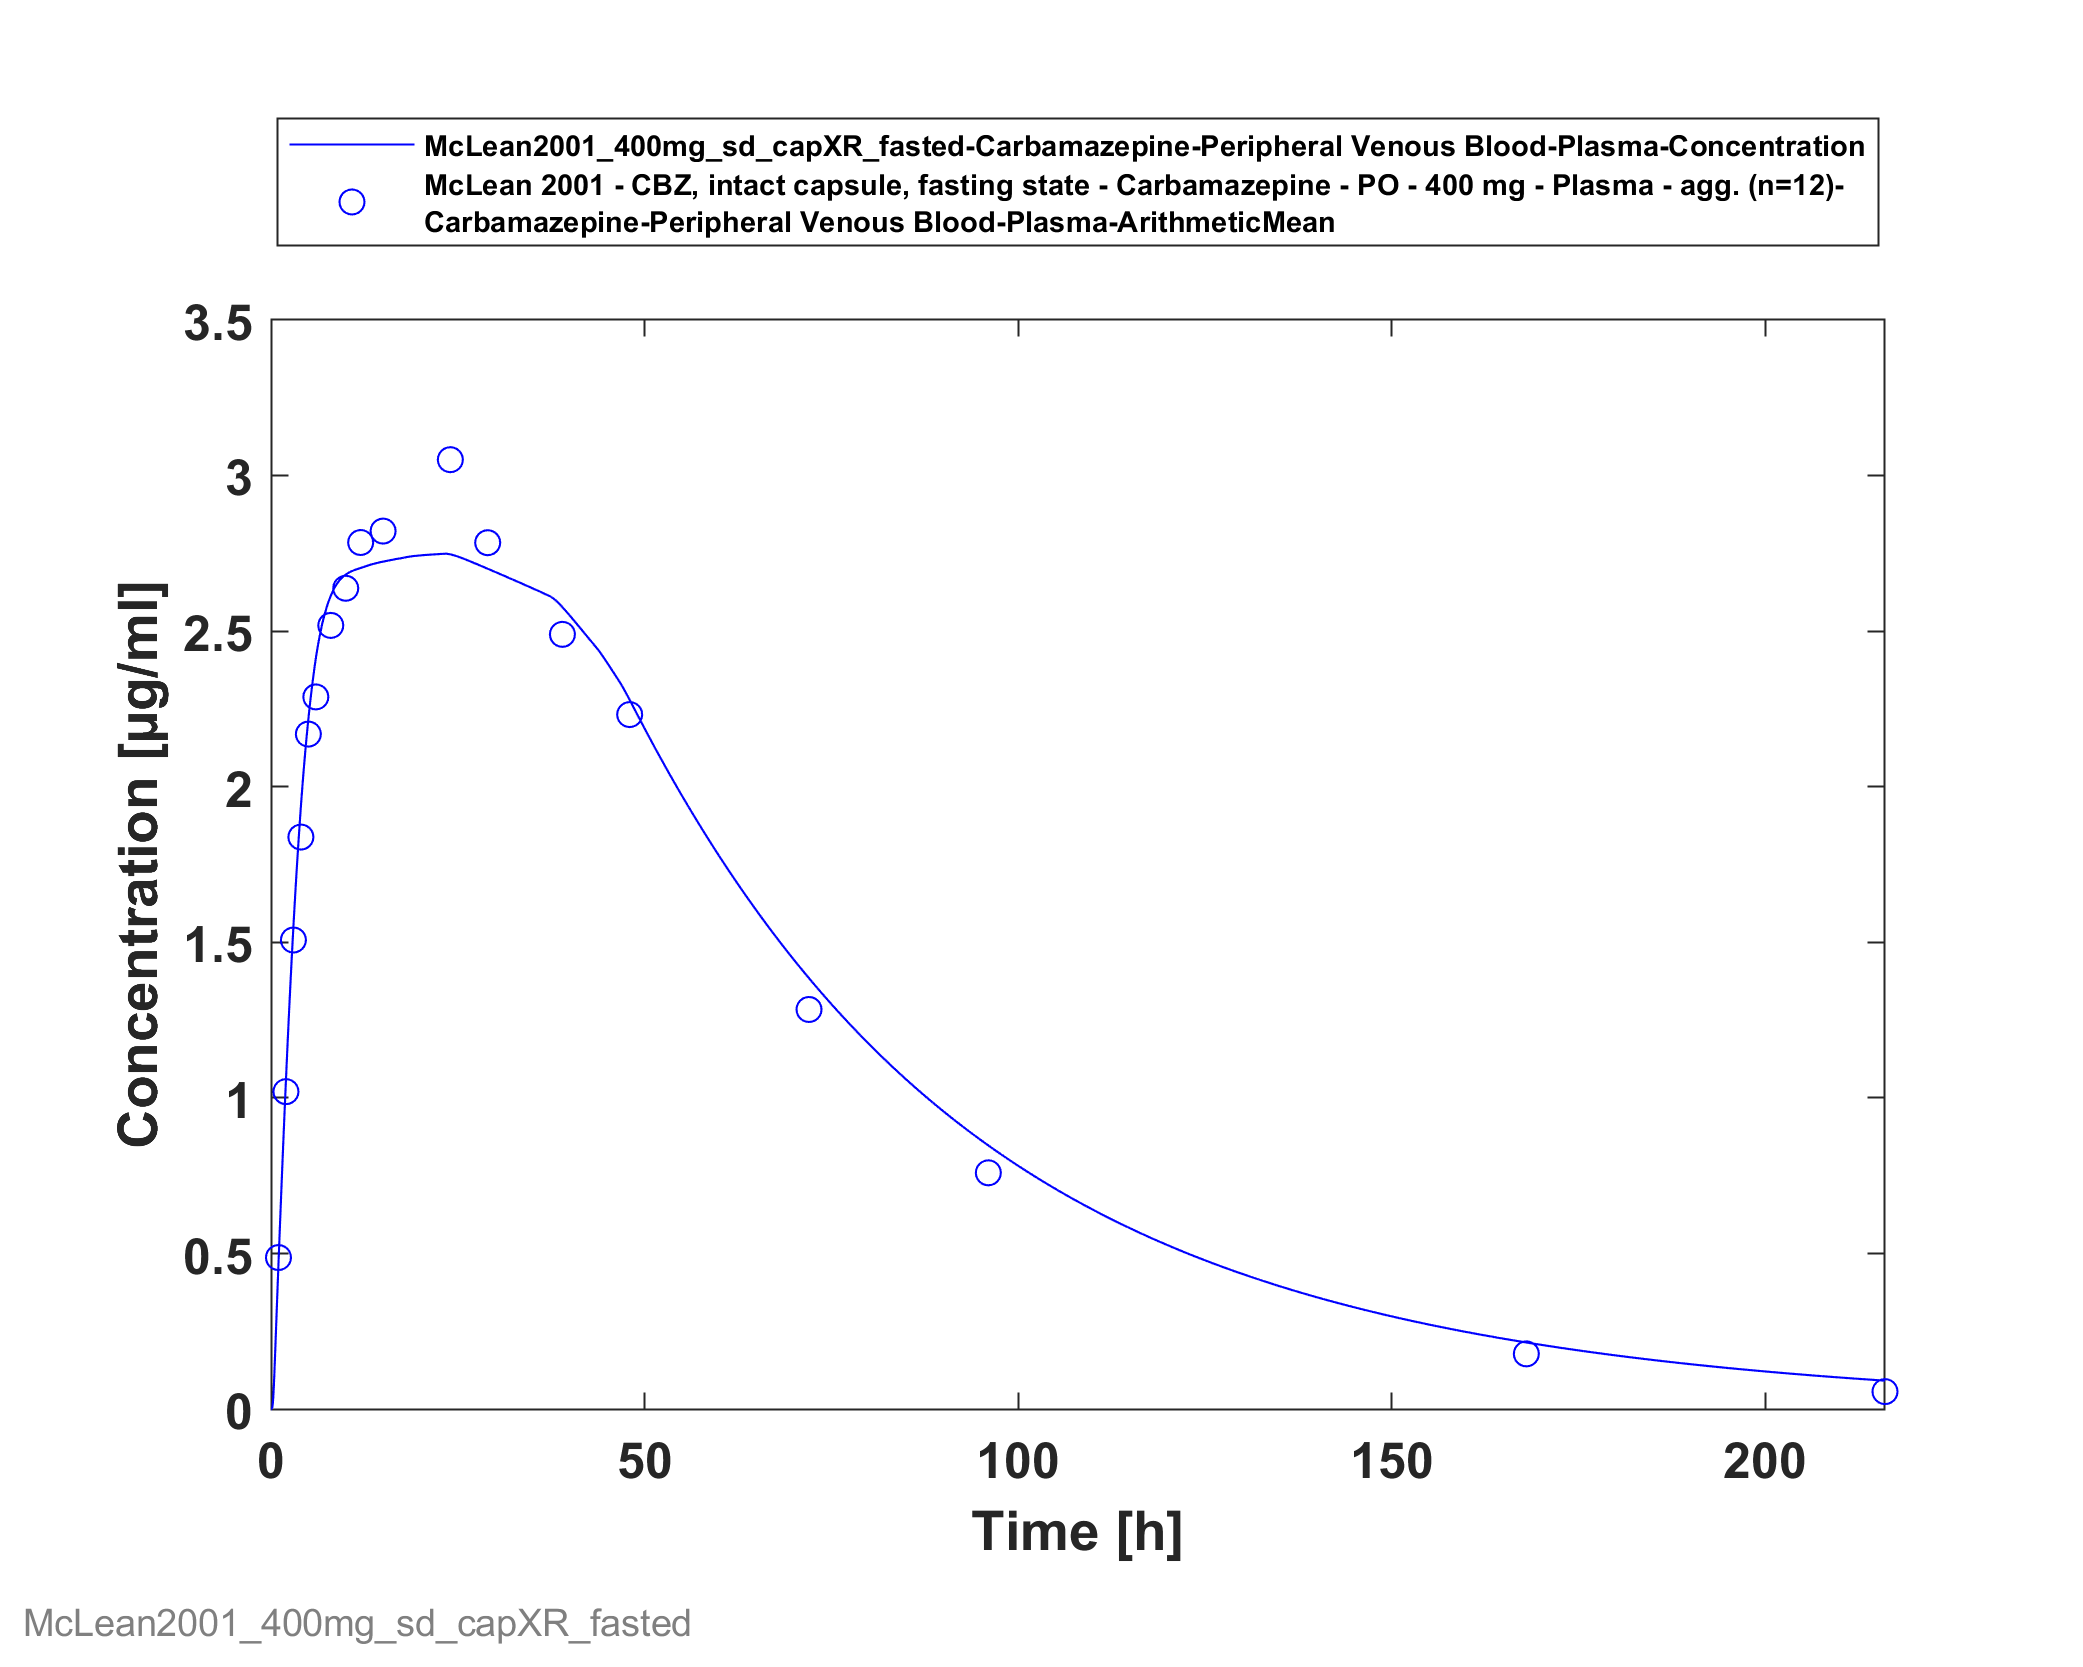 McLean2001_400mg_sd_capXR_fasted-Carbamazepine-Peripheral Venous Blood-Plasma-Concentration
McLean 2001 - CBZ, intact capsule, fasting state - Carbamazepine - PO - 400 mg - Plasma - agg. (n=12)-
Carbamazepine-Peripheral Venous Blood-Plasma-ArithmeticMean
3.5
3
2.5
2
1.5
1
0.5
0
Concentration [µg/ml]
0 50 100 150 200
Time [h]
McLean2001_400mg_sd_capXR_fasted